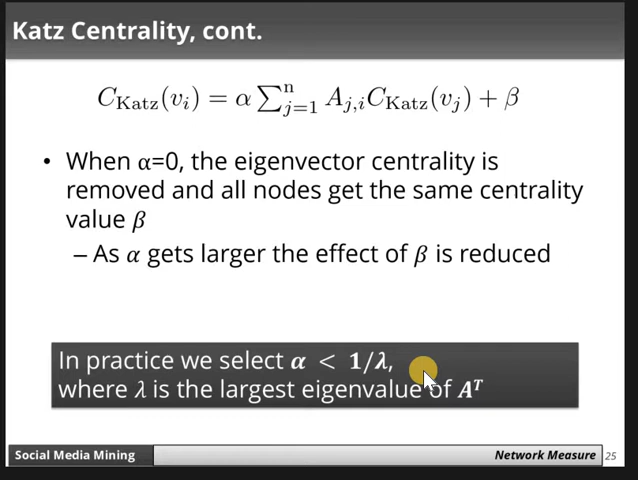 Katz Centrality, cont.
C_Katz(v_i) = α ∑_{j=1}^{n} A_{j,i} C_Katz(v_j) + β
• When α=0, the eigenvector centrality is
removed and all nodes get the same centrality
value β
– As α gets larger the effect of β is reduced
In practice we select α < 1/λ,
where λ is the largest eigenvalue of A^T
Social Media Mining
Network Measure 25